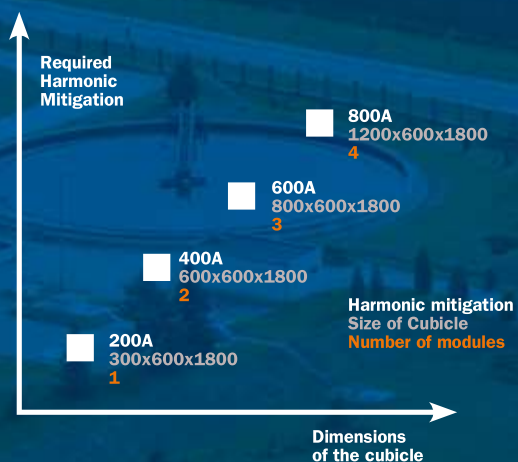 Required
Harmonic
Mitigation
800A
1200x600x1800
4
600A
800x600x1800
3
400A
600x600x1800
2
200A
300x600x1800
1
Harmonic mitigation
Size of Cubicle
Number of modules
Dimensions
of the cubicle